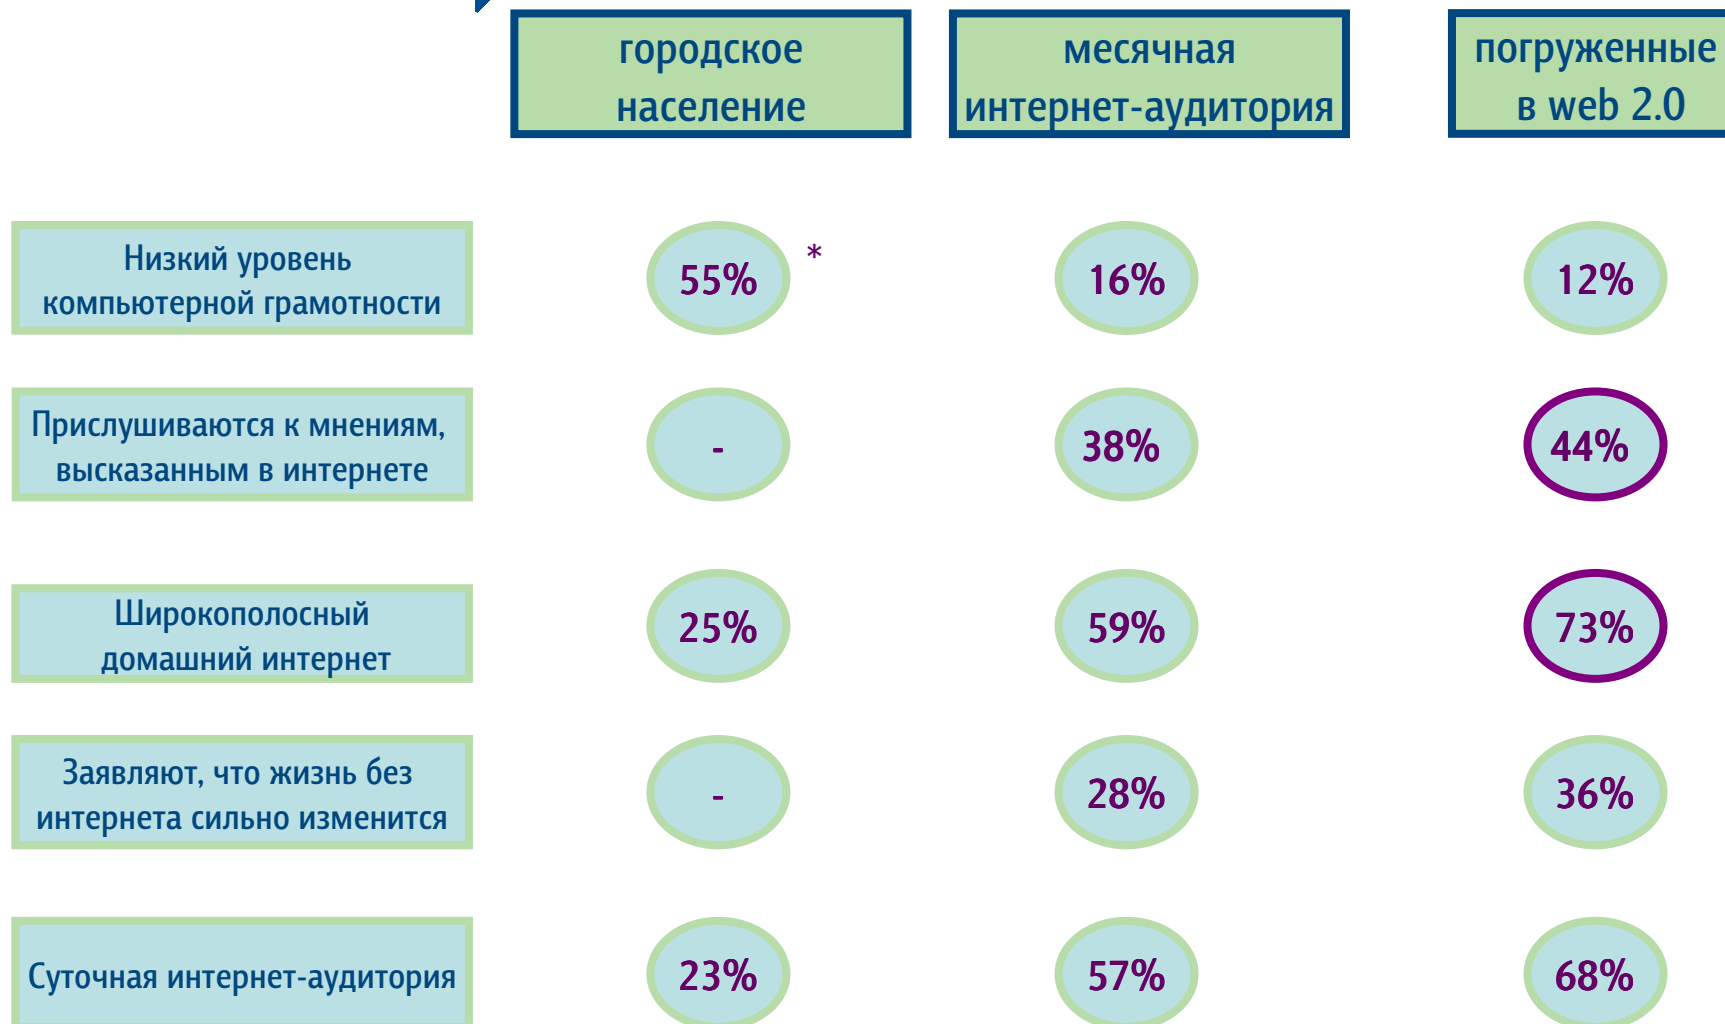 городское
население
месячная
интернет-аудитория
погруженные
в web 2.0
Низкий уровень
компьютерной грамотности
55% *
16%
12%
Прислушиваются к мнениям,
высказанным в интернете
-
38%
44%
Широкополосный
домашний интернет
25%
59%
73%
Заявляют, что жизнь без
интернета сильно изменится
-
28%
36%
Суточная интернет-аудитория
23%
57%
68%